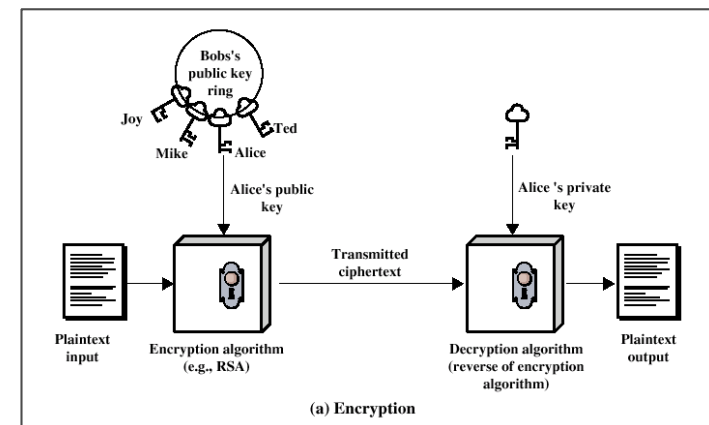 Bobs's
public key
ring
Joy
Ted
Mike
Alice
Alice's public
key
Alice 's private
key
Transmitted
ciphertext
Plaintext
input
Encryption algorithm
(e.g., RSA)
Decryption algorithm
(reverse of encryption
algorithm)
Plaintext
output
(a) Encryption